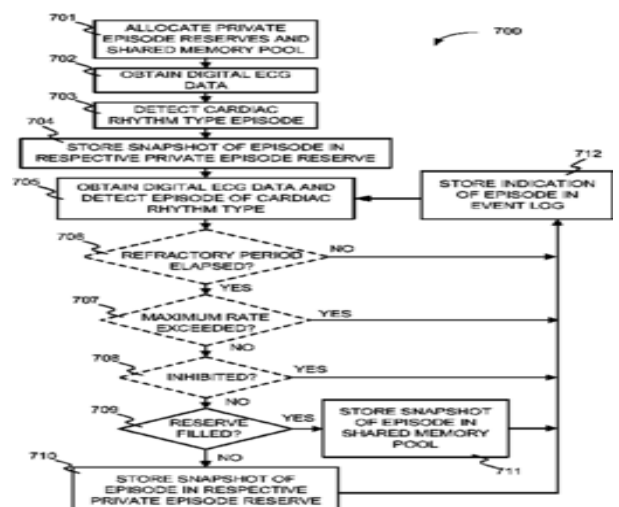 701
ALLOCATE PRIVATE
EPISODE RESERVES AND
SHARED MEMORY POOL
700
702
OBTAIN DIGITAL ECG
DATA
703
DETECT CARDIAC
RHYTHM TYPE EPISODE
704
STORE SNAPSHOT OF EPISODE IN
RESPECTIVE PRIVATE EPISODE RESERVE
705
OBTAIN DIGITAL ECG DATA AND
DETECT EPISODE OF CARDIAC
RHYTHM TYPE
712
STORE INDICATION
OF EPISODE IN
EVENT LOG
706
REFRACTORY PERIOD
ELAPSED?
NO
YES
707
MAXIMUM RATE
EXCEEDED?
YES
NO
708
INHIBITED?
YES
NO
709
RESERVE
FILLED?
YES
STORE SNAPSHOT
OF EPISODE IN
SHARED MEMORY
POOL
711
NO
710
STORE SNAPSHOT OF
EPISODE IN RESPECTIVE
PRIVATE EPISODE RESERVE